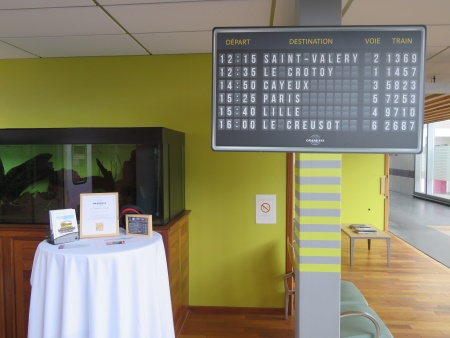 DÉPART DESTINATION VOIE TRAIN
12:15 SAINT-VALERY 2 1369
12:35 LE CROTOY 1 1457
14:50 CAYEUX 3 5823
15:25 PARIS 5 7253
15:40 LILLE 4 9710
16:00 LE CREUSOT 6 2687